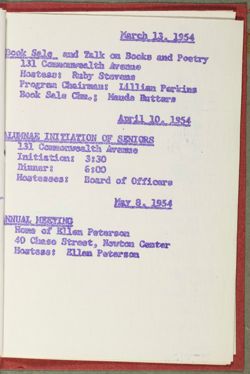 March 13, 1954
Book Sale and Talk on Books and Poetry
131 Commonwealth Avenue
Hostess: Ruby Stevens
Program Chairman: Lillian Perkins
Book Sale Chm.: Maude Butters
April 10, 1954
ALUMNAE INITIATION OF SENIORS
131 Commonwealth Avenue
Initiation: 3:30
Dinner: 6:00
Hostesses: Board of Officers
May 8, 1954
ANNUAL MEETING
Home of Ellen Peterson
40 Chase Street, Newton Center
Hostess: Ellen Peterson